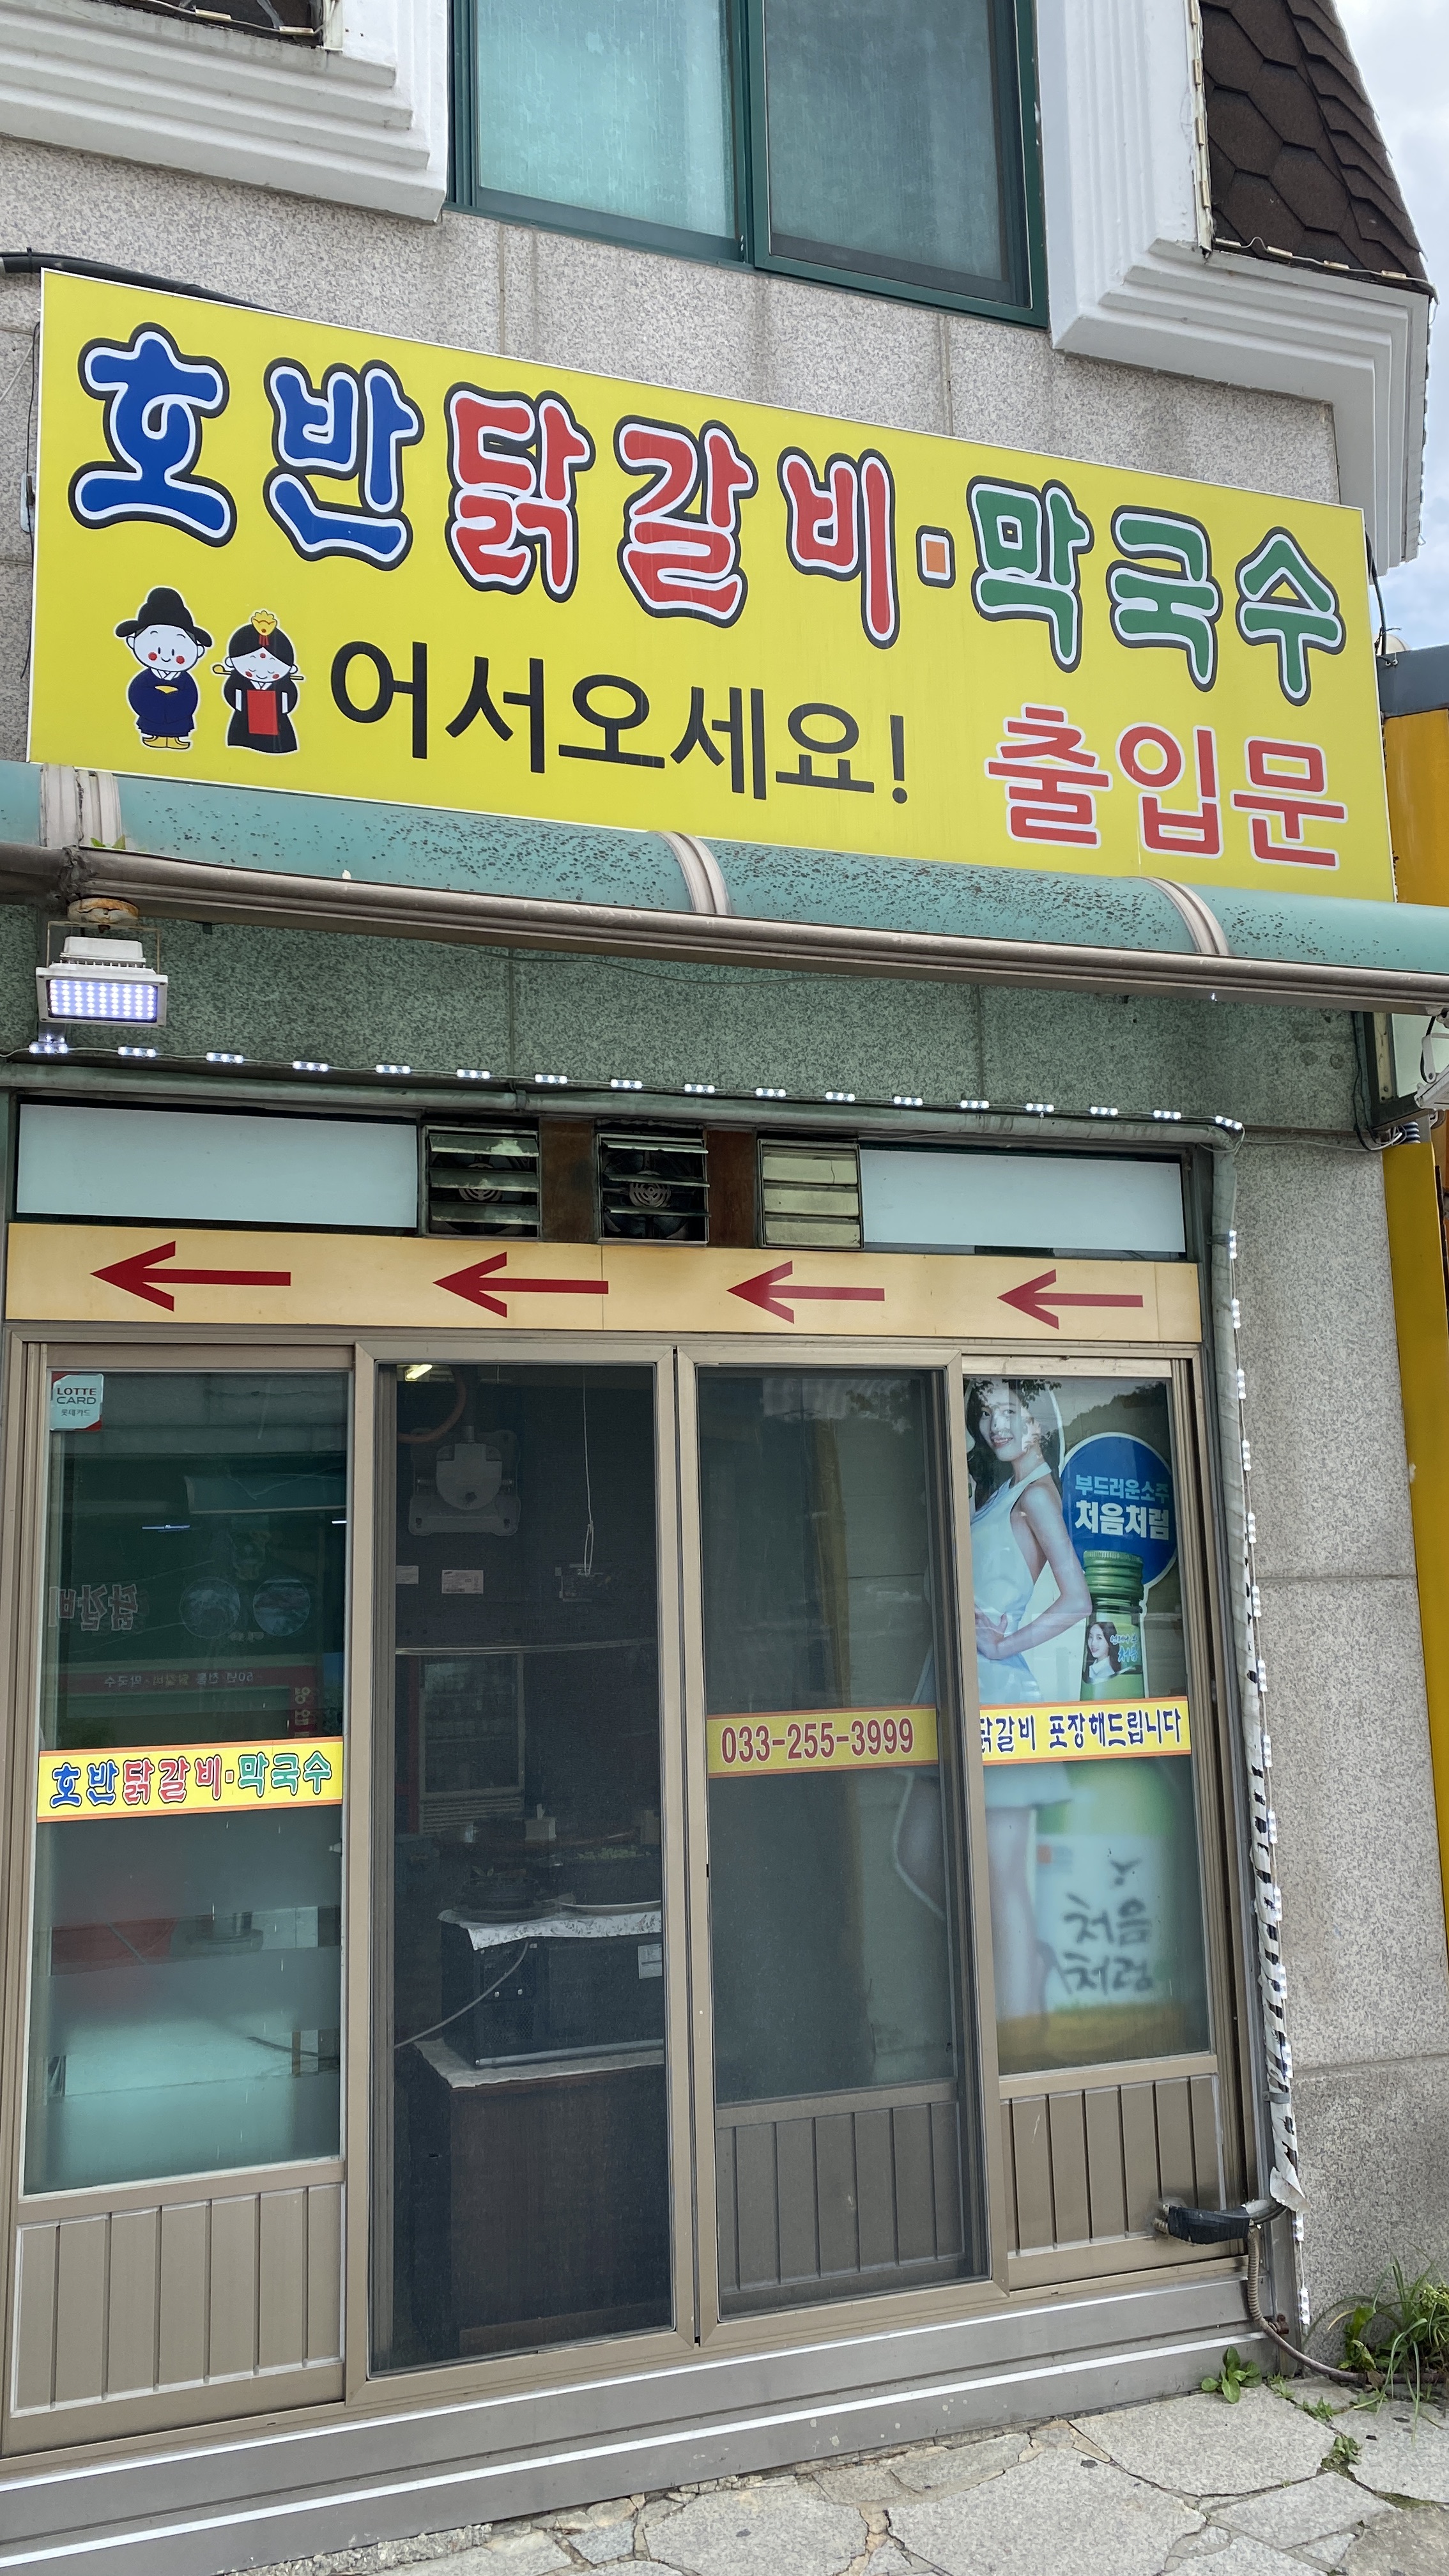 호반닭갈비·막국수
어서오세요! 출입문
LOTTE
CARD
롯데카드
부드러운소주
처음처럼
호반닭갈비·막국수
033-255-3999
닭갈비 포장해드립니다
처음
처럼